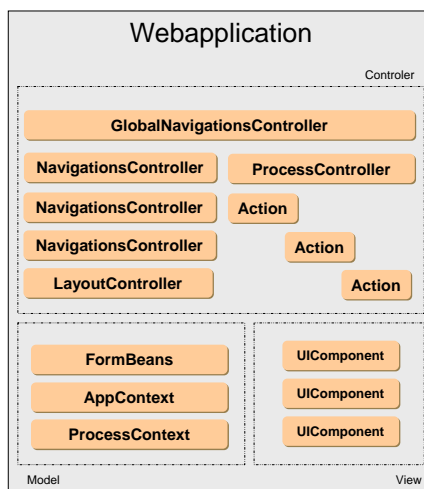 Webapplication
Controler
GlobalNavigationsController
NavigationsController
ProcessController
NavigationsController
Action
NavigationsController
Action
LayoutController
Action
FormBeans
UIComponent
AppContext
UIComponent
ProcessContext
UIComponent
Model
View